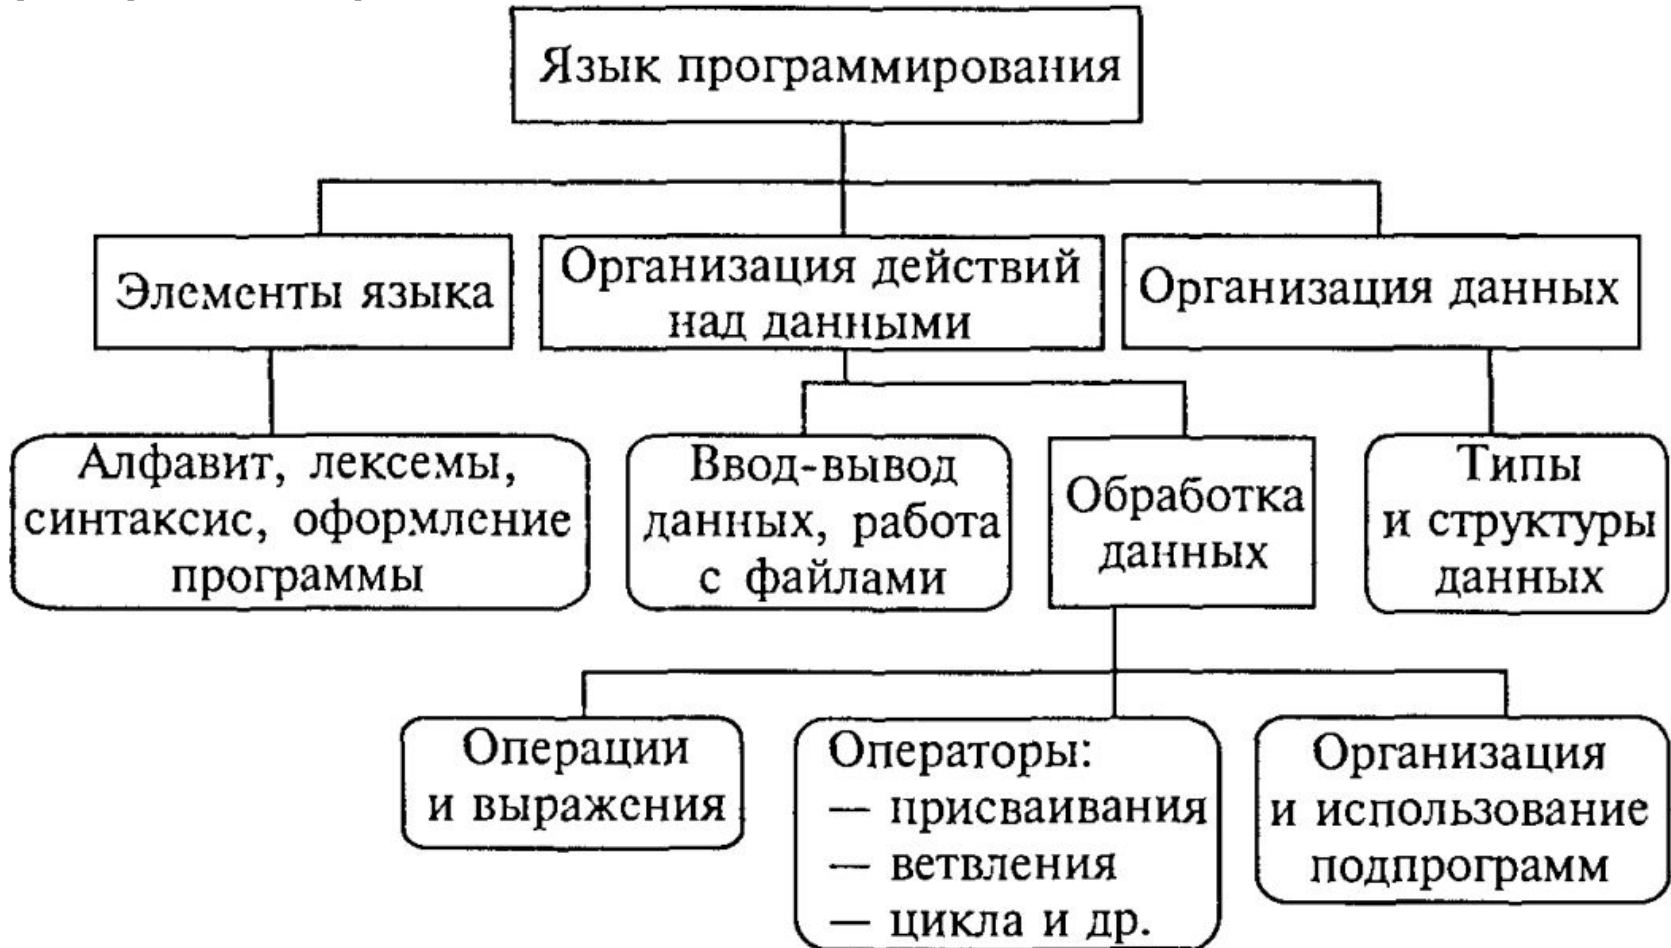 Язык программирования
Элементы языка
Организация действий
над данными
Организация данных
Алфавит, лексемы,
синтаксис, оформление
программы
Ввод-вывод
данных, работа
с файлами
Обработка
данных
Типы
и структуры
данных
Операции
и выражения
Операторы:
— присваивания
— ветвления
— цикла и др.
Организация
и использование
подпрограмм